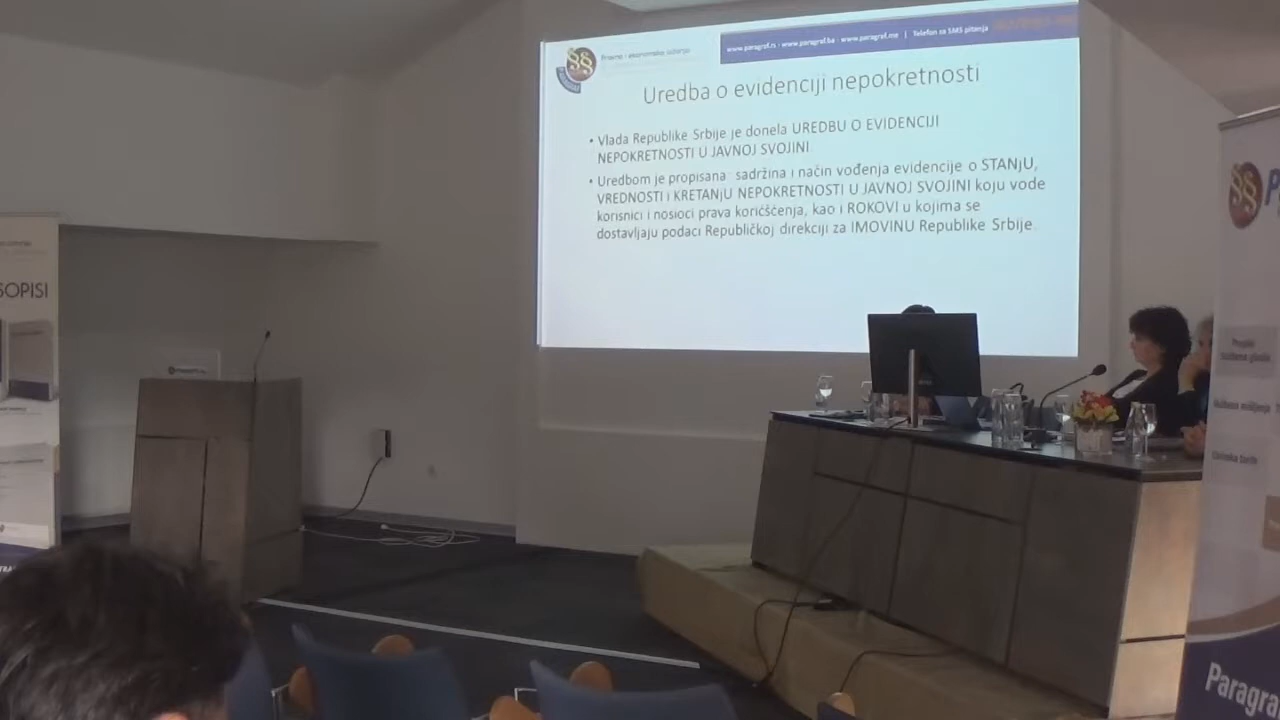 www.paragraf.rs - www.paragraf.ba - www.paragraf.me | Telefon za SMS pitanja
Uredba o evidenciji nepokretnosti
• Vlada Republike Srbije je donela UREDBU O EVIDENCIJI
NEPOKRETNOSTI U JAVNOJ SVOJINI.
• Uredbom je propisana: sadržina i način vođenja evidencije o STANjU,
VREDNOSTI i KRETANjU NEPOKRETNOSTI U JAVNOJ SVOJINI koju vode
korisnici i nosioci prava korićšćenja, kao i ROKOVI u kojima se
dostavljaju podaci Republičkoj direkciji za IMOVINU Republike Srbije.
SOPISI
§§
Paragra